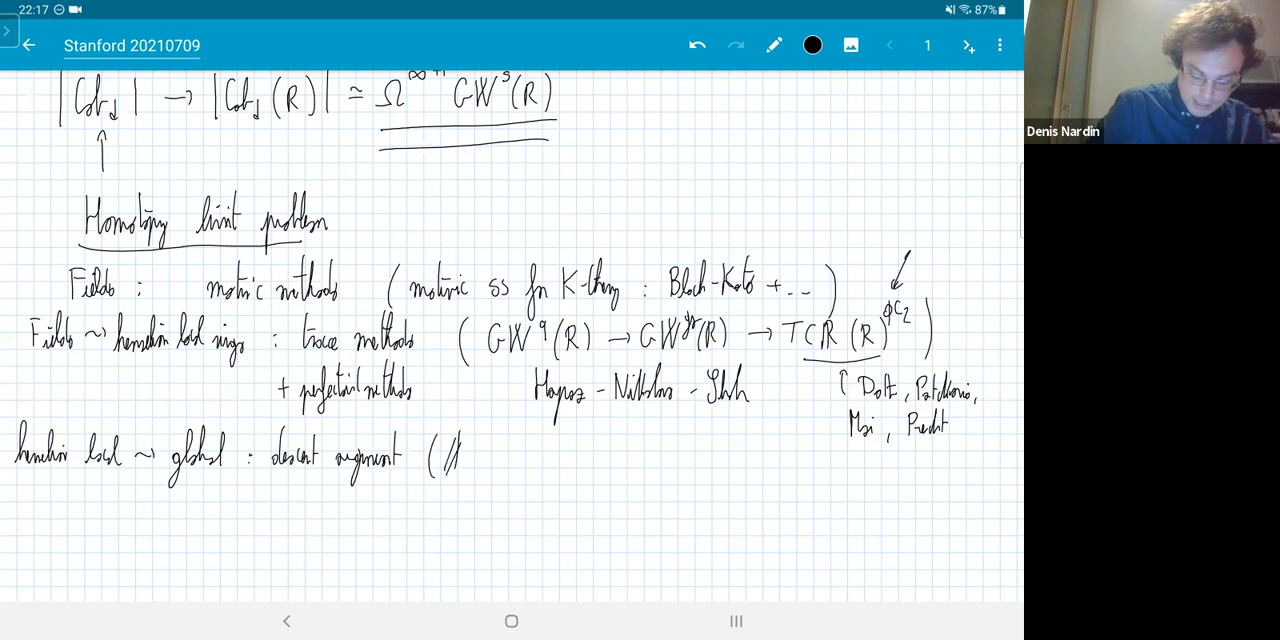 22:17 87%
Stanford 20210709 1
Denis Nardin
|Cob_d| → |Cob_d(R)| ≃ Ω^∞ GW^s(R)
Homotopy limit problem
Fields : motivic methods ( motivic ss for K-theory : Bloch-Kato + ... )
Fields ~> henselian local rings : trace methods ( GW^q(R) → GW^gs(R) → TCR(R)^ΦC_2 )
+ perfectoid methods Harpaz - Nikolaus - Shah ↑ Dotto, Patchkoria,
Moi, Precht
henselian local ~> global : descent argument (